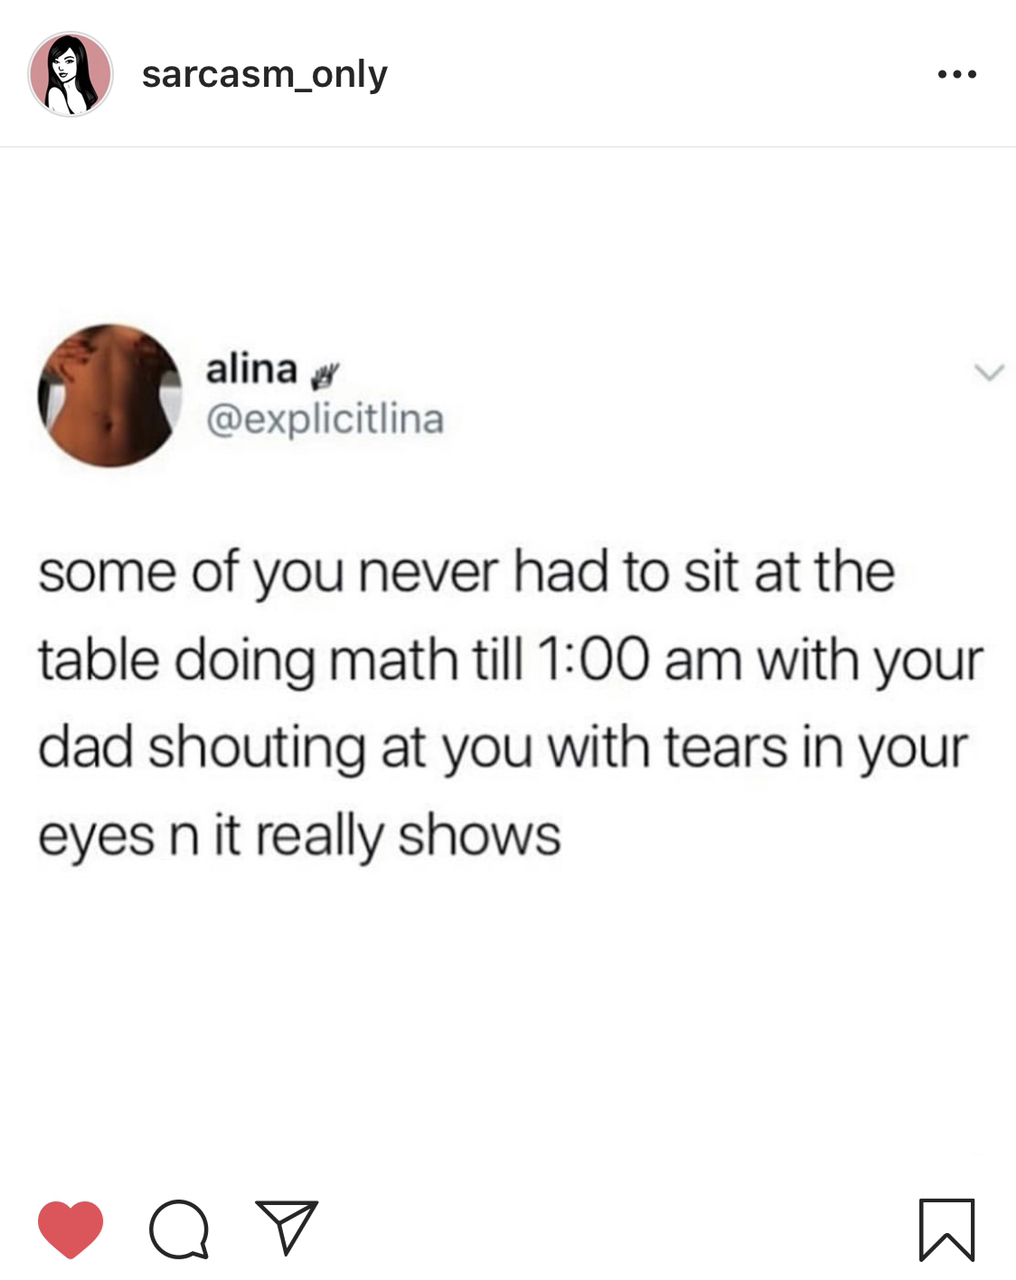 sarcasm_only
alina
@explicitlina
some of you never had to sit at the
table doing math till 1:00 am with your
dad shouting at you with tears in your
eyes n it really shows